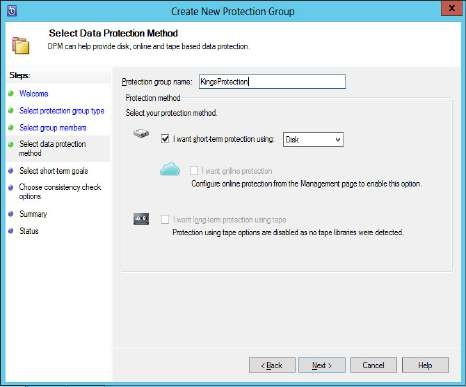 Create New Protection Group
x
Select Data Protection Method
DPM can help provide disk, online and tape based data protection.
Steps:
Welcome
Select protection group type
Select group members
Select data protection
method
Select short-term goals
Choose consistency check
options
Summary
Status
Protection group name: KingsProtection
Protection method
Select your protection method.
I want short-term protection using: Disk
I want online protection
Configure online protection from the Management page to enable this option.
I want long-term protection using tape
Protection using tape options are disabled as no tape libraries were detected.
< Back
Next >
Cancel
Help